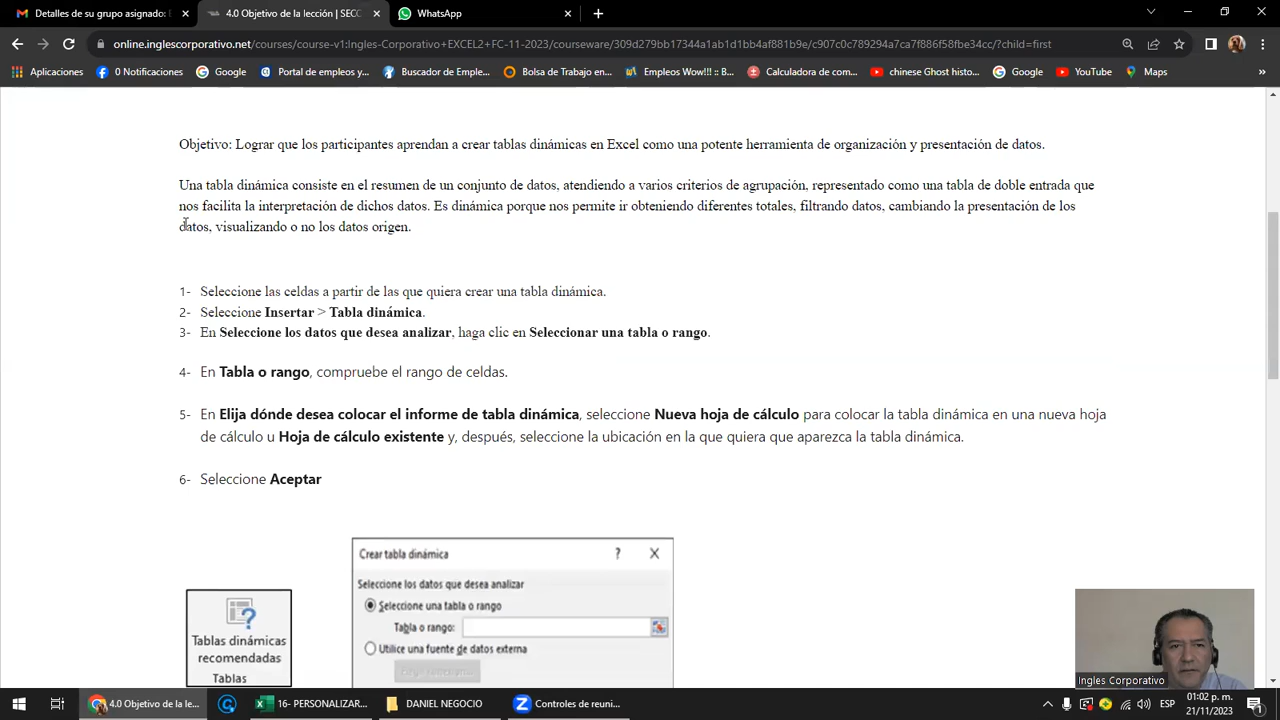 Detalles de su grupo asignado: L
4.0 Objetivo de la lección | SECC
WhatsApp
online.inglescorporativo.net/courses/course-v1:Ingles-Corporativo+EXCEL2+FC-11-2023/courseware/309d279bb17344a1ab1d1bb4af881b9e/c907c0c789294a7ca7f886f58fbe34cc/?child=first
Aplicaciones
0 Notificaciones
Google
Portal de empleos y...
Buscador de Emple...
Bolsa de Trabajo en...
Empleos Wow!!! :: B...
Calculadora de com...
chinese Ghost histo...
Google
YouTube
Maps
Objetivo: Lograr que los participantes aprendan a crear tablas dinámicas en Excel como una potente herramienta de organización y presentación de datos.
Una tabla dinámica consiste en el resumen de un conjunto de datos, atendiendo a varios criterios de agrupación, representado como una tabla de doble entrada que
nos facilita la interpretación de dichos datos. Es dinámica porque nos permite ir obteniendo diferentes totales, filtrando datos, cambiando la presentación de los
datos, visualizando o no los datos origen.
1- Seleccione las celdas a partir de las que quiera crear una tabla dinámica.
2- Seleccione Insertar > Tabla dinámica.
3- En Seleccione los datos que desea analizar, haga clic en Seleccionar una tabla o rango.
4- En Tabla o rango, compruebe el rango de celdas.
5- En Elija dónde desea colocar el informe de tabla dinámica, seleccione Nueva hoja de cálculo para colocar la tabla dinámica en una nueva hoja
de cálculo u Hoja de cálculo existente y, después, seleccione la ubicación en la que quiera que aparezca la tabla dinámica.
6- Seleccione Aceptar
Crear tabla dinámica
Seleccione los datos que desea analizar
Seleccione una tabla o rango
Tabla o rango:
Utilice una fuente de datos externa
Tablas dinámicas
recomendadas
Tablas
Ingles Corporativo
4.0 Objetivo de la le...
16- PERSONALIZAR...
DANIEL NEGOCIO
Controles de reuni...
ESP
01:02 p. m.
21/11/2023